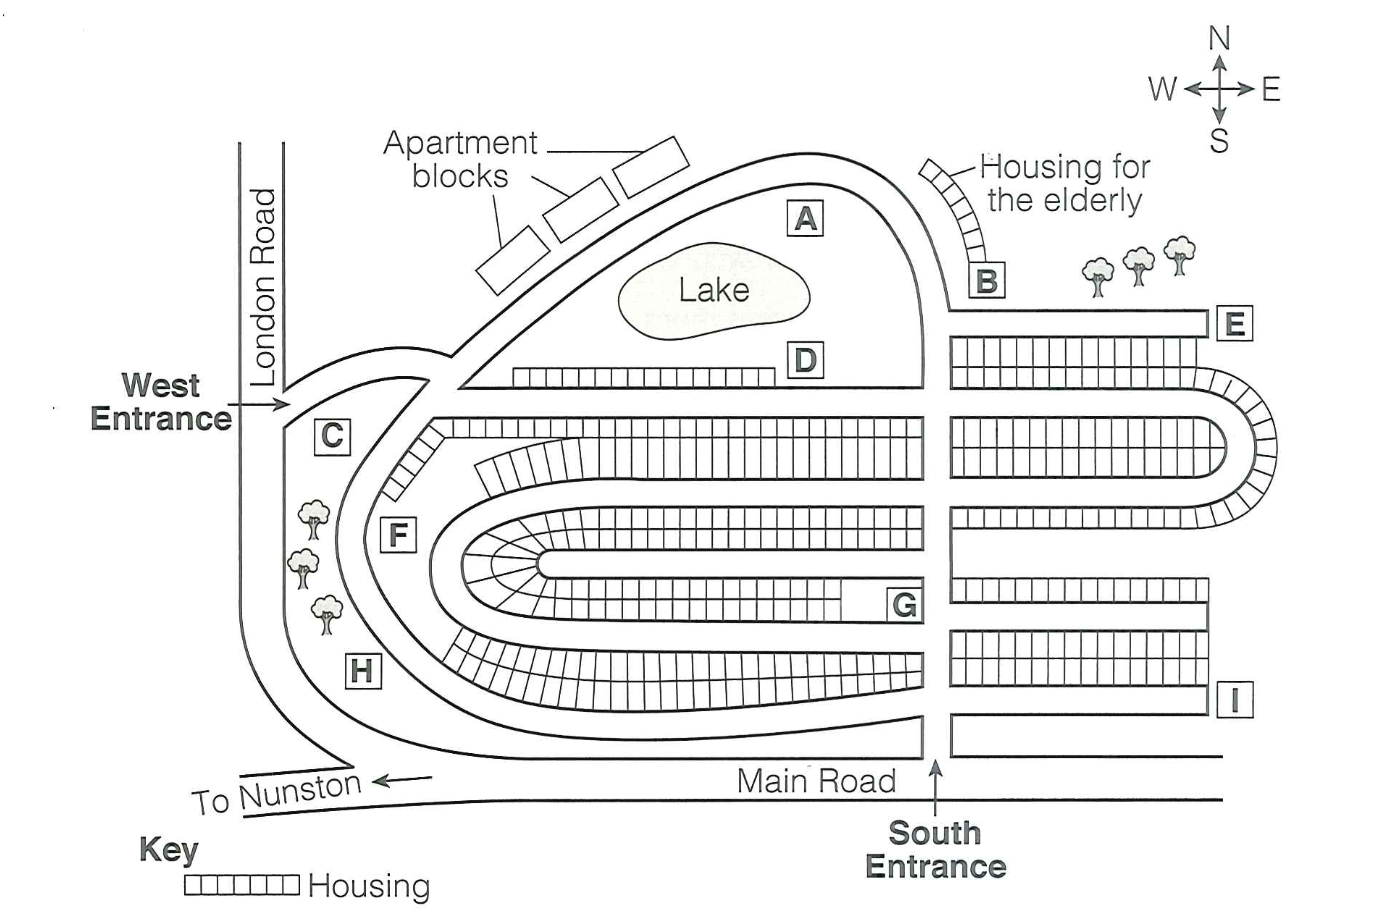 N
W E
S
Apartment
blocks
Housing for
the elderly
London Road
A
B
Lake
E
D
West
Entrance
C
F
G
H
I
Main Road
To Nunston
South
Entrance
Key
Housing